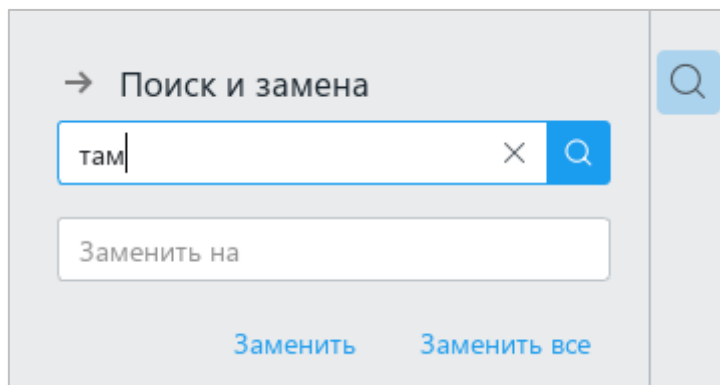 Поиск и замена
там
Заменить на
Заменить Заменить все